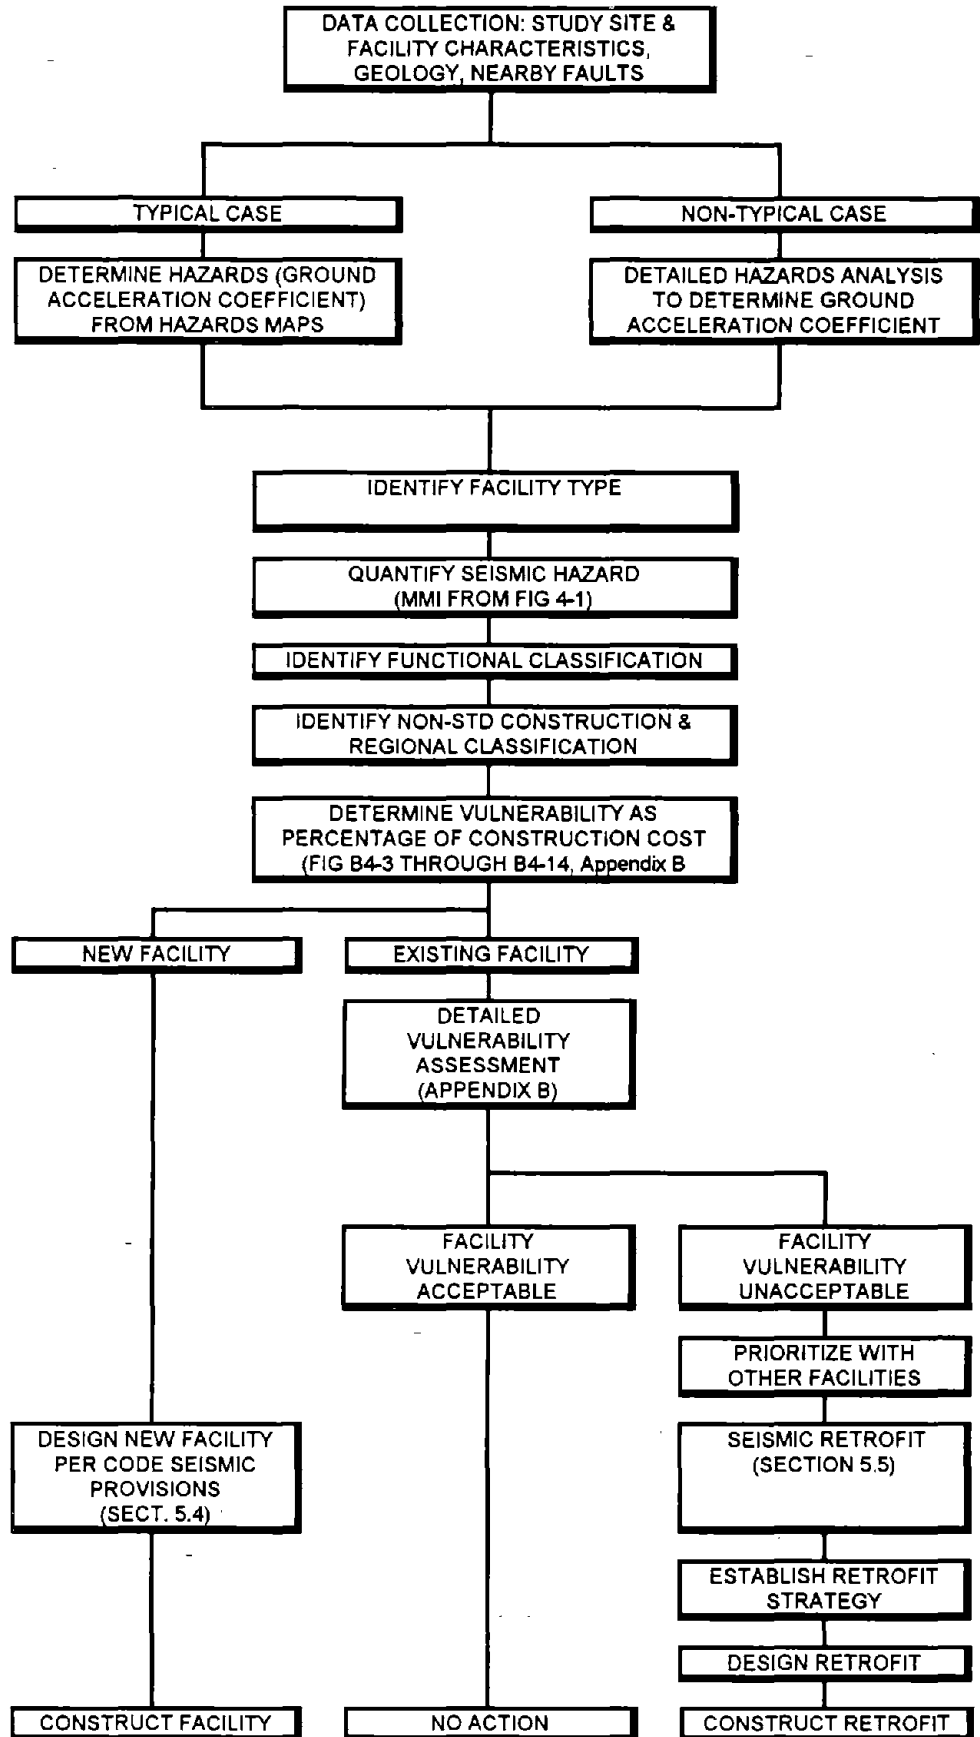 DATA COLLECTION: STUDY SITE &
FACILITY CHARACTERISTICS,
GEOLOGY, NEARBY FAULTS
TYPICAL CASE
NON-TYPICAL CASE
DETERMINE HAZARDS (GROUND
ACCELERATION COEFFICIENT)
FROM HAZARDS MAPS
DETAILED HAZARDS ANALYSIS
TO DETERMINE GROUND
ACCELERATION COEFFICIENT
IDENTIFY FACILITY TYPE
QUANTIFY SEISMIC HAZARD
(MMI FROM FIG 4-1)
IDENTIFY FUNCTIONAL CLASSIFICATION
IDENTIFY NON-STD CONSTRUCTION &
REGIONAL CLASSIFICATION
DETERMINE VULNERABILITY AS
PERCENTAGE OF CONSTRUCTION COST
(FIG B4-3 THROUGH B4-14, Appendix B
NEW FACILITY
EXISTING FACILITY
DETAILED
VULNERABILITY
ASSESSMENT
(APPENDIX B)
FACILITY
VULNERABILITY
ACCEPTABLE
FACILITY
VULNERABILITY
UNACCEPTABLE
PRIORITIZE WITH
OTHER FACILITIES
DESIGN NEW FACILITY
PER CODE SEISMIC
PROVISIONS
(SECT. 5.4)
SEISMIC RETROFIT
(SECTION 5.5)
ESTABLISH RETROFIT
STRATEGY
DESIGN RETROFIT
CONSTRUCT FACILITY
NO ACTION
CONSTRUCT RETROFIT